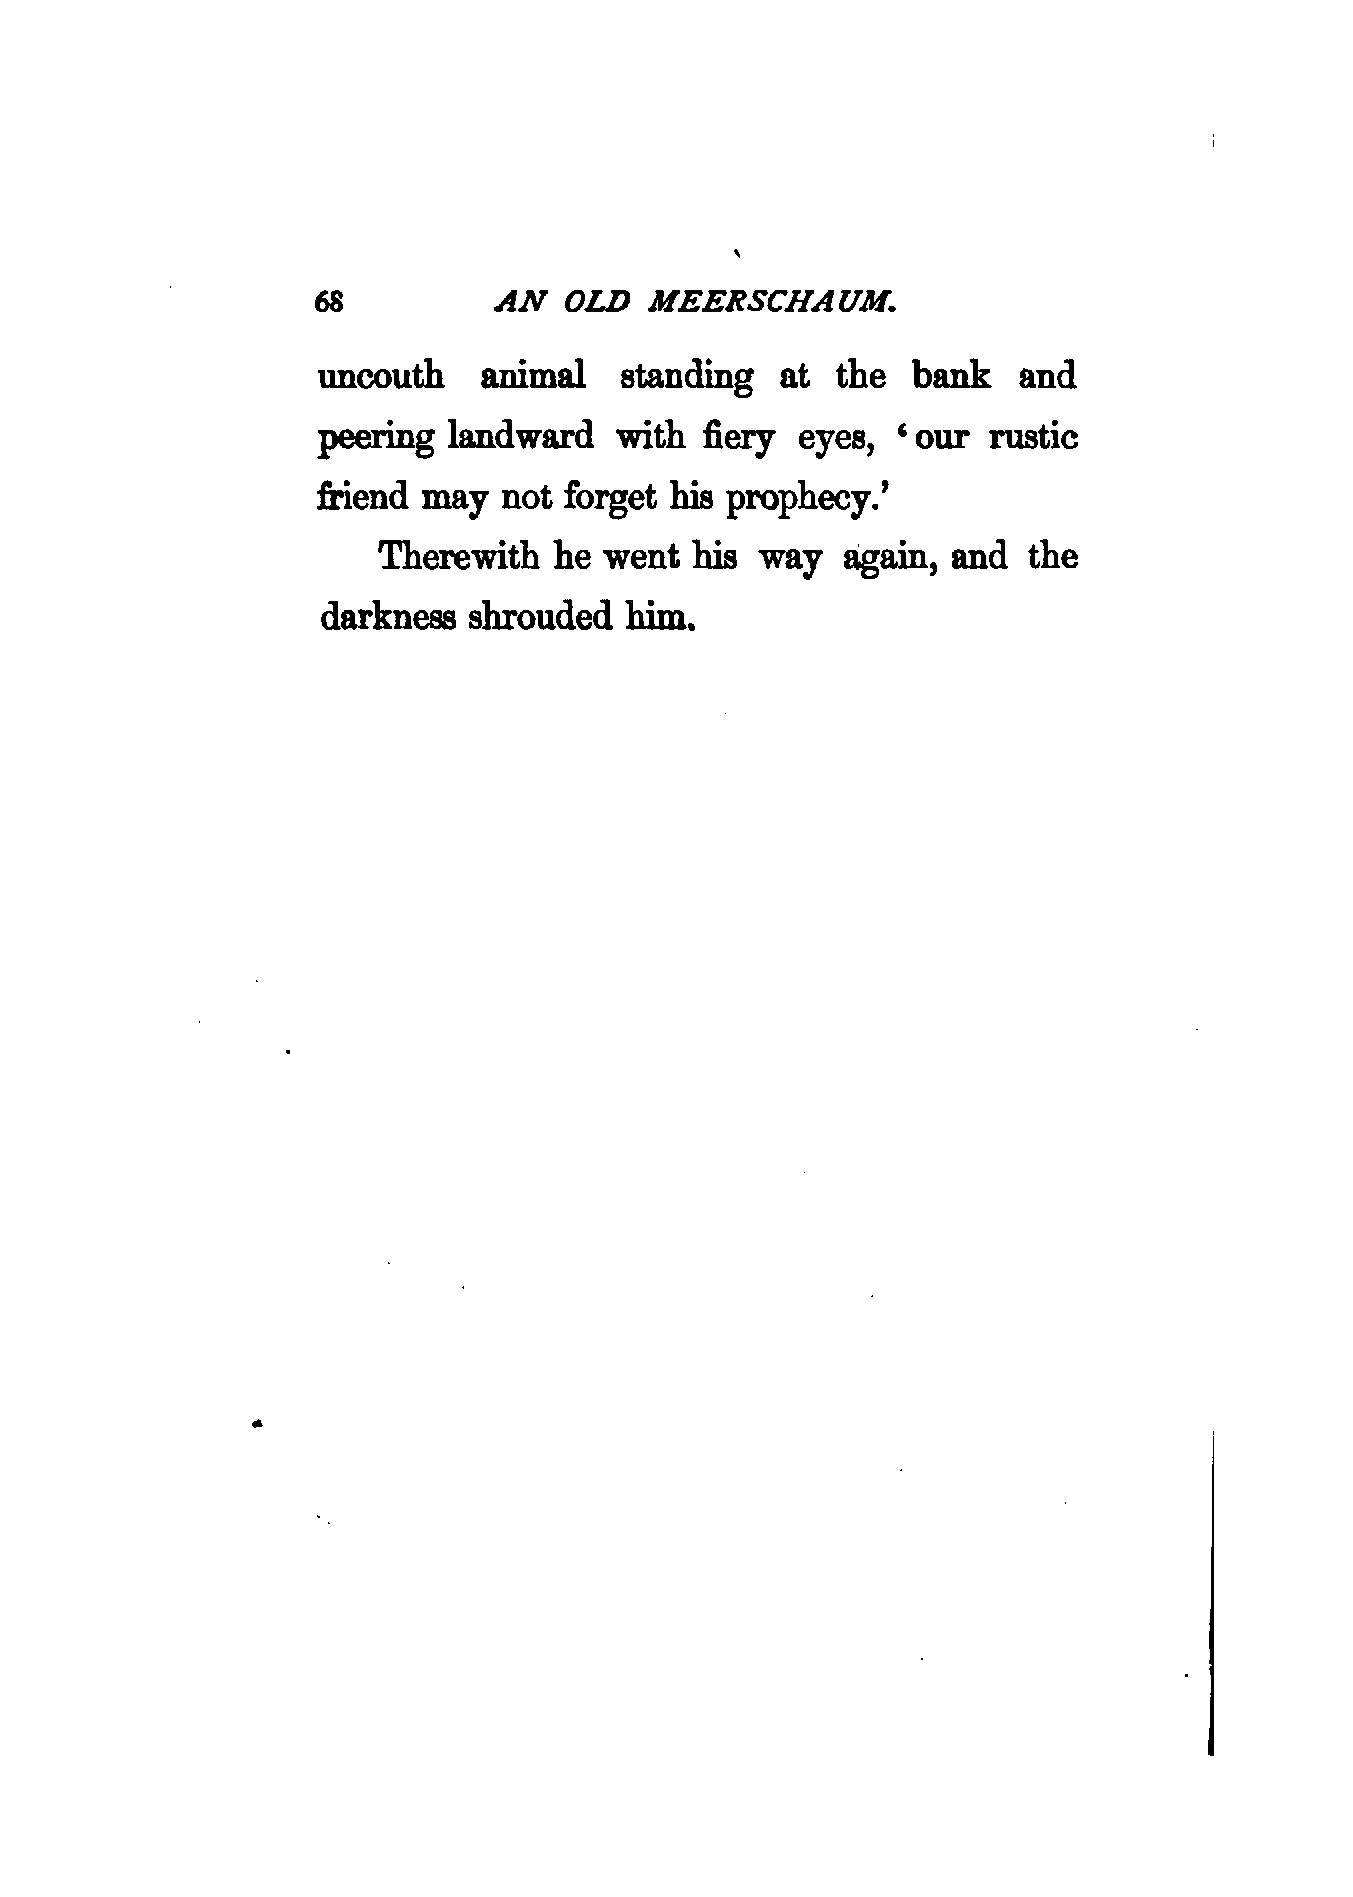 68 AN OLD MEERSCHAUM.
uncouth animal standing at the bank and
peering landward with fiery eyes, ‘our rustic
friend may not forget his prophecy.’
Therewith he went his way again, and the
darkness shrouded him.